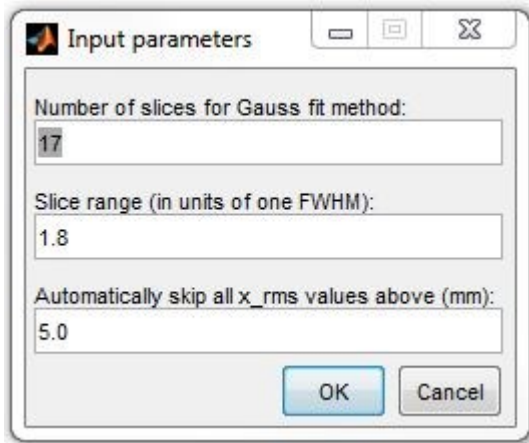 Input parameters
Number of slices for Gauss fit method:
17
Slice range (in units of one FWHM):
1.8
Automatically skip all x_rms values above (mm):
5.0
OK Cancel